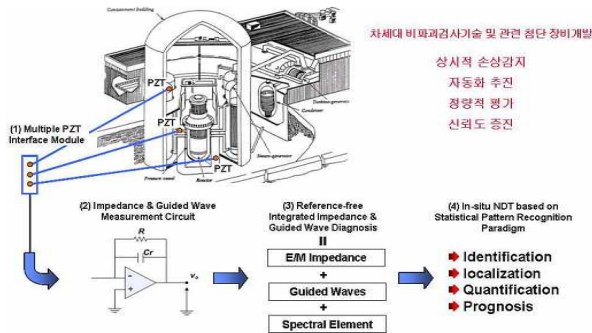 Containment building
차세대 비파괴검사기술 및 관련 첨단 장비개발
상시적 손상감지
자동화 추진
정량적 평가
신뢰도 증진
PZT
PZT
PZT
PZT
Turbine-generators
Condenser
Steam-generator
Pressure vessel
Reactor
(1) Multiple PZT
Interface Module
(2) Impedance & Guided Wave
Measurement Circuit
R
Cr
vo
(3) Reference-free
Integrated Impedance &
Guided Wave Diagnosis
=
E/M Impedance
+
Guided Waves
+
Spectral Element
(4) In-situ NDT based on
Statistical Pattern Recognition
Paradigm
Identification
localization
Quantification
Prognosis